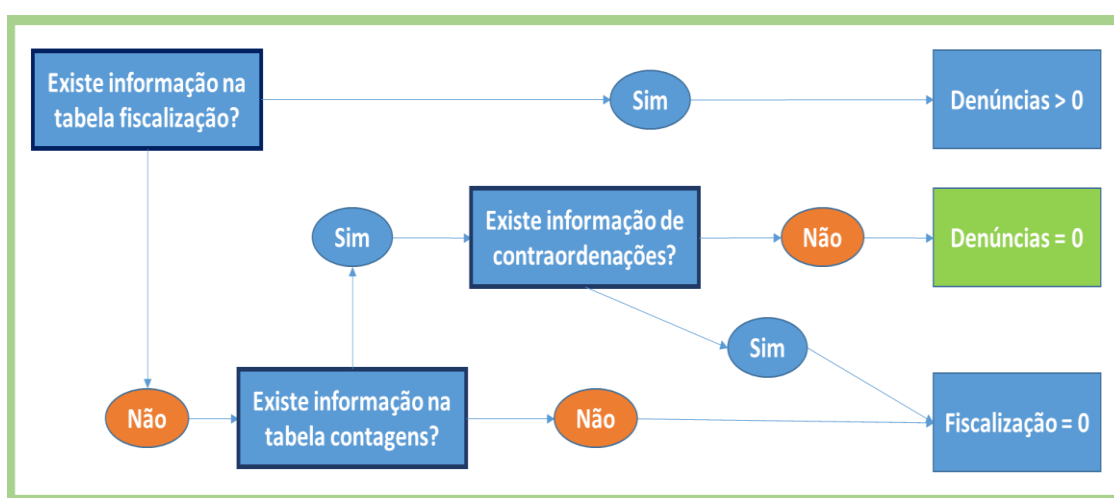 Existe informação na
tabela fiscalização?
Sim
Denúncias > 0
Sim
Existe informação de
contraordenações?
Não
Denúncias = 0
Sim
Não
Existe informação na
tabela contagens?
Não
Fiscalização = 0